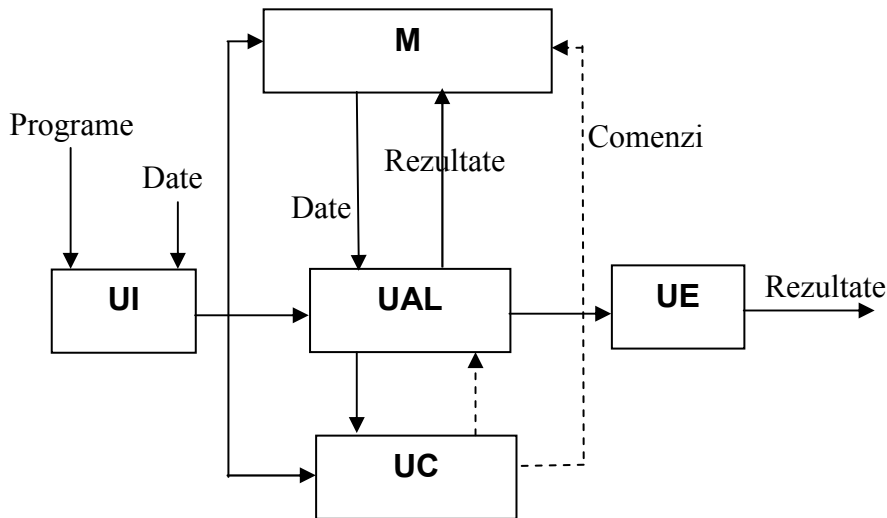 M
Programe
Comenzi
Rezultate
Date
Date
UI
UAL
UE
Rezultate
UC